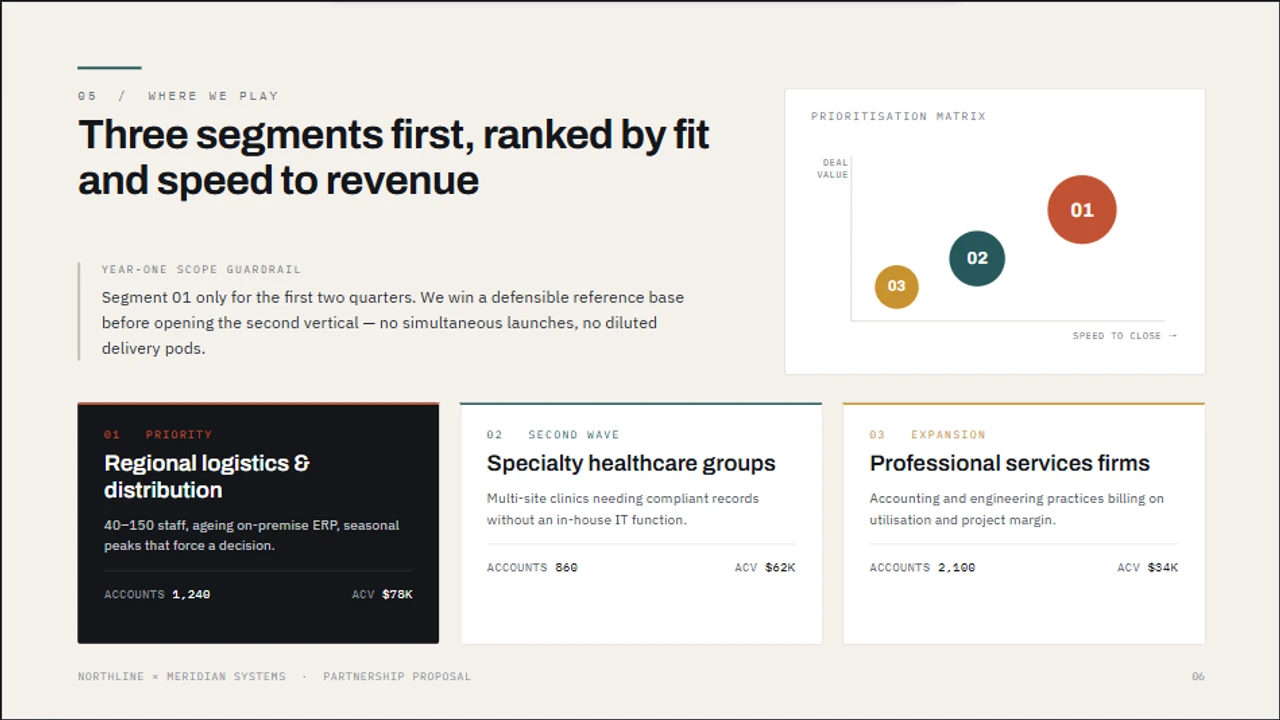 05 / WHERE WE PLAY
Three segments first, ranked by fit
and speed to revenue
YEAR-ONE SCOPE GUARDRAIL
Segment 01 only for the first two quarters. We win a defensible reference base
before opening the second vertical — no simultaneous launches, no diluted
delivery pods.
PRIORITISATION MATRIX
DEAL
VALUE
01
02
03
SPEED TO CLOSE →
01 PRIORITY
Regional logistics &
distribution
40–150 staff, ageing on-premise ERP, seasonal
peaks that force a decision.
ACCOUNTS 1,240 ACV $78K
02 SECOND WAVE
Specialty healthcare groups
Multi-site clinics needing compliant records
without an in-house IT function.
ACCOUNTS 860 ACV $62K
03 EXPANSION
Professional services firms
Accounting and engineering practices billing on
utilisation and project margin.
ACCOUNTS 2,100 ACV $34K
NORTHLINE × MERIDIAN SYSTEMS · PARTNERSHIP PROPOSAL
06